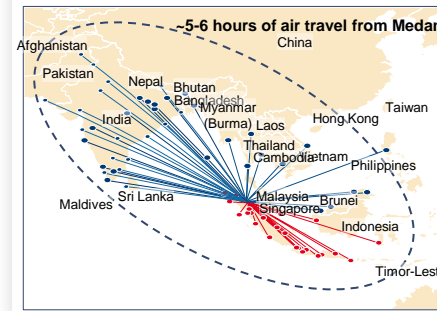 ~5-6 hours of air travel from Medan
China
Afghanistan
Pakistan
Nepal
Bhutan
Bangladesh
Taiwan
Myanmar
(Burma)
Hong Kong
India
Laos
Thailand
Cambodia
Vietnam
Philippines
Maldives
Sri Lanka
Malaysia
Singapore
Brunei
Indonesia
Timor-Lest